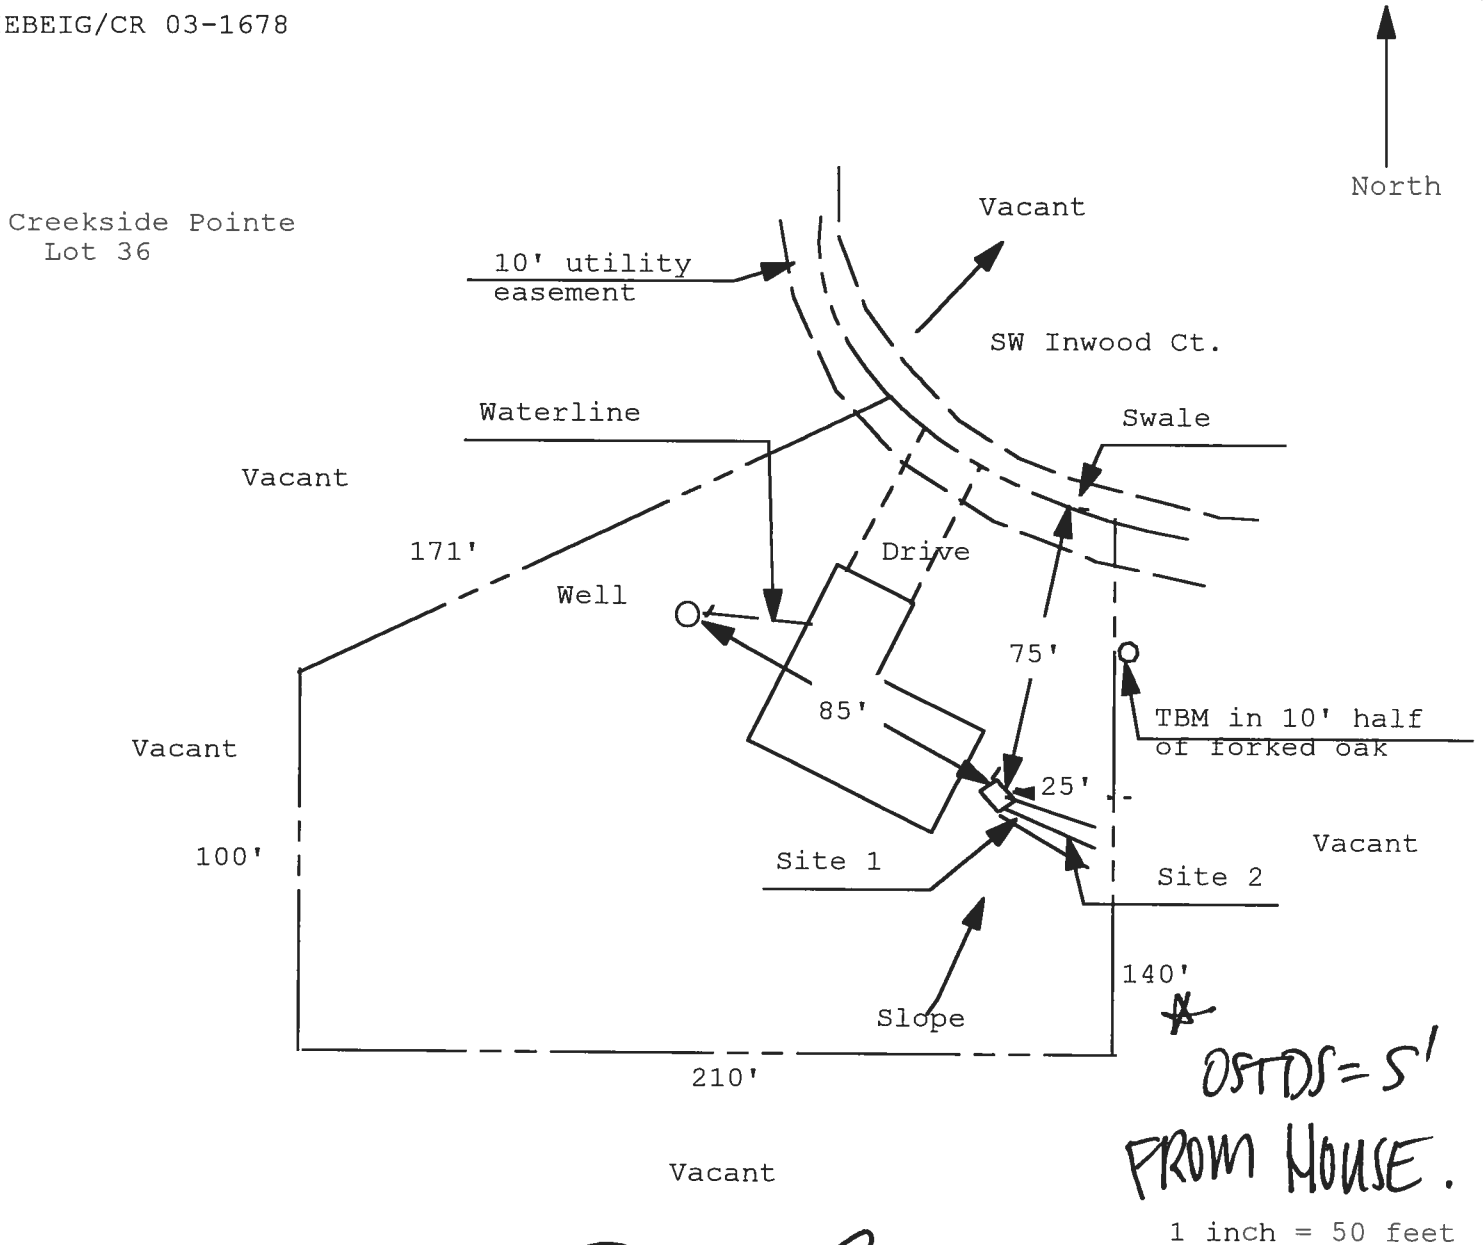 EBEIG/CR 03-1678
North
Vacant
Creekside Pointe
Lot 36
10' utility
easement
SW Inwood Ct.
Waterline
Swale
Vacant
171'
Drive
Well
75'
85'
TBM in 10' half
of forked oak
Vacant
25'
Vacant
100'
Site 1
Site 2
140'
Slope
OSTDS = 5'
FROM HOUSE.
210'
Vacant
1 inch = 50 feet